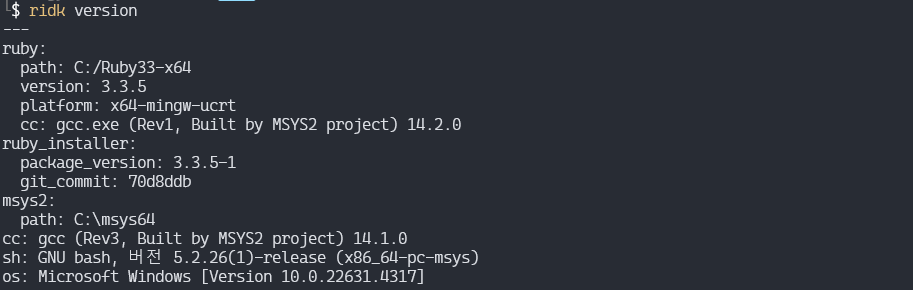 $ ridk version
---
ruby:
  path: C:/Ruby33-x64
  version: 3.3.5
  platform: x64-mingw-ucrt
  cc: gcc.exe (Rev1, Built by MSYS2 project) 14.2.0
ruby_installer:
  package_version: 3.3.5-1
  git_commit: 70d8ddb
msys2:
  path: C:\msys64
cc: gcc (Rev3, Built by MSYS2 project) 14.1.0
sh: GNU bash, 버전 5.2.26(1)-release (x86_64-pc-msys)
os: Microsoft Windows [Version 10.0.22631.4317]